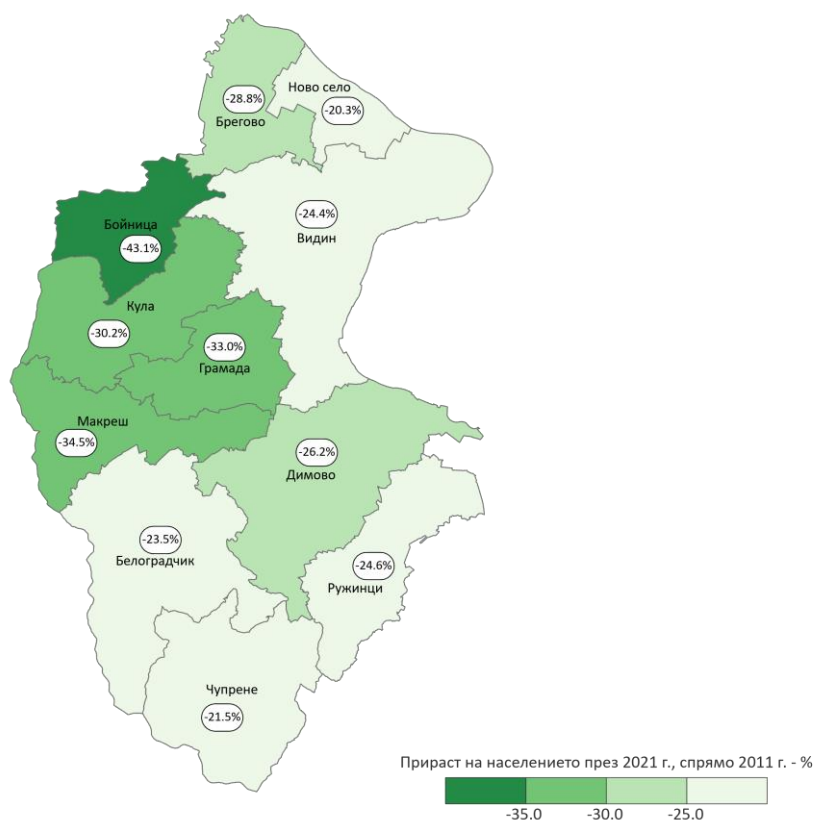 Ново село
-28.8%
-20.3%
Брегово
-24.4%
Бойница
Видин
-43.1%
Кула
-30.2%
-33.0%
Грамада
Макреш
-34.5%
-26.2%
Димово
-23.5%
Белоградчик
-24.6%
Ружинци
Чупрене
-21.5%
Прираст на населението през 2021 г., спрямо 2011 г. - %
-35.0 -30.0 -25.0